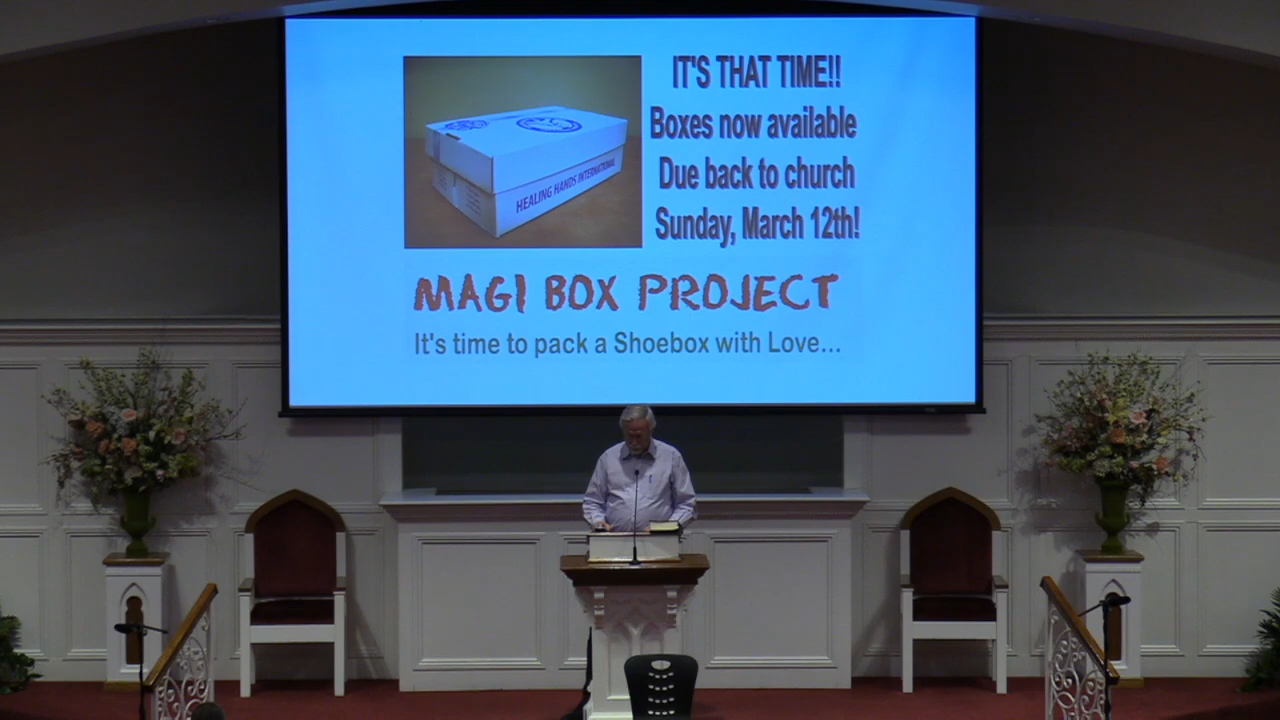 IT'S THAT TIME!!
Boxes now available
Due back to church
Sunday, March 12th!
HEALING HANDS INTERNATIONAL
MAGI BOX PROJECT
It's time to pack a Shoebox with Love...